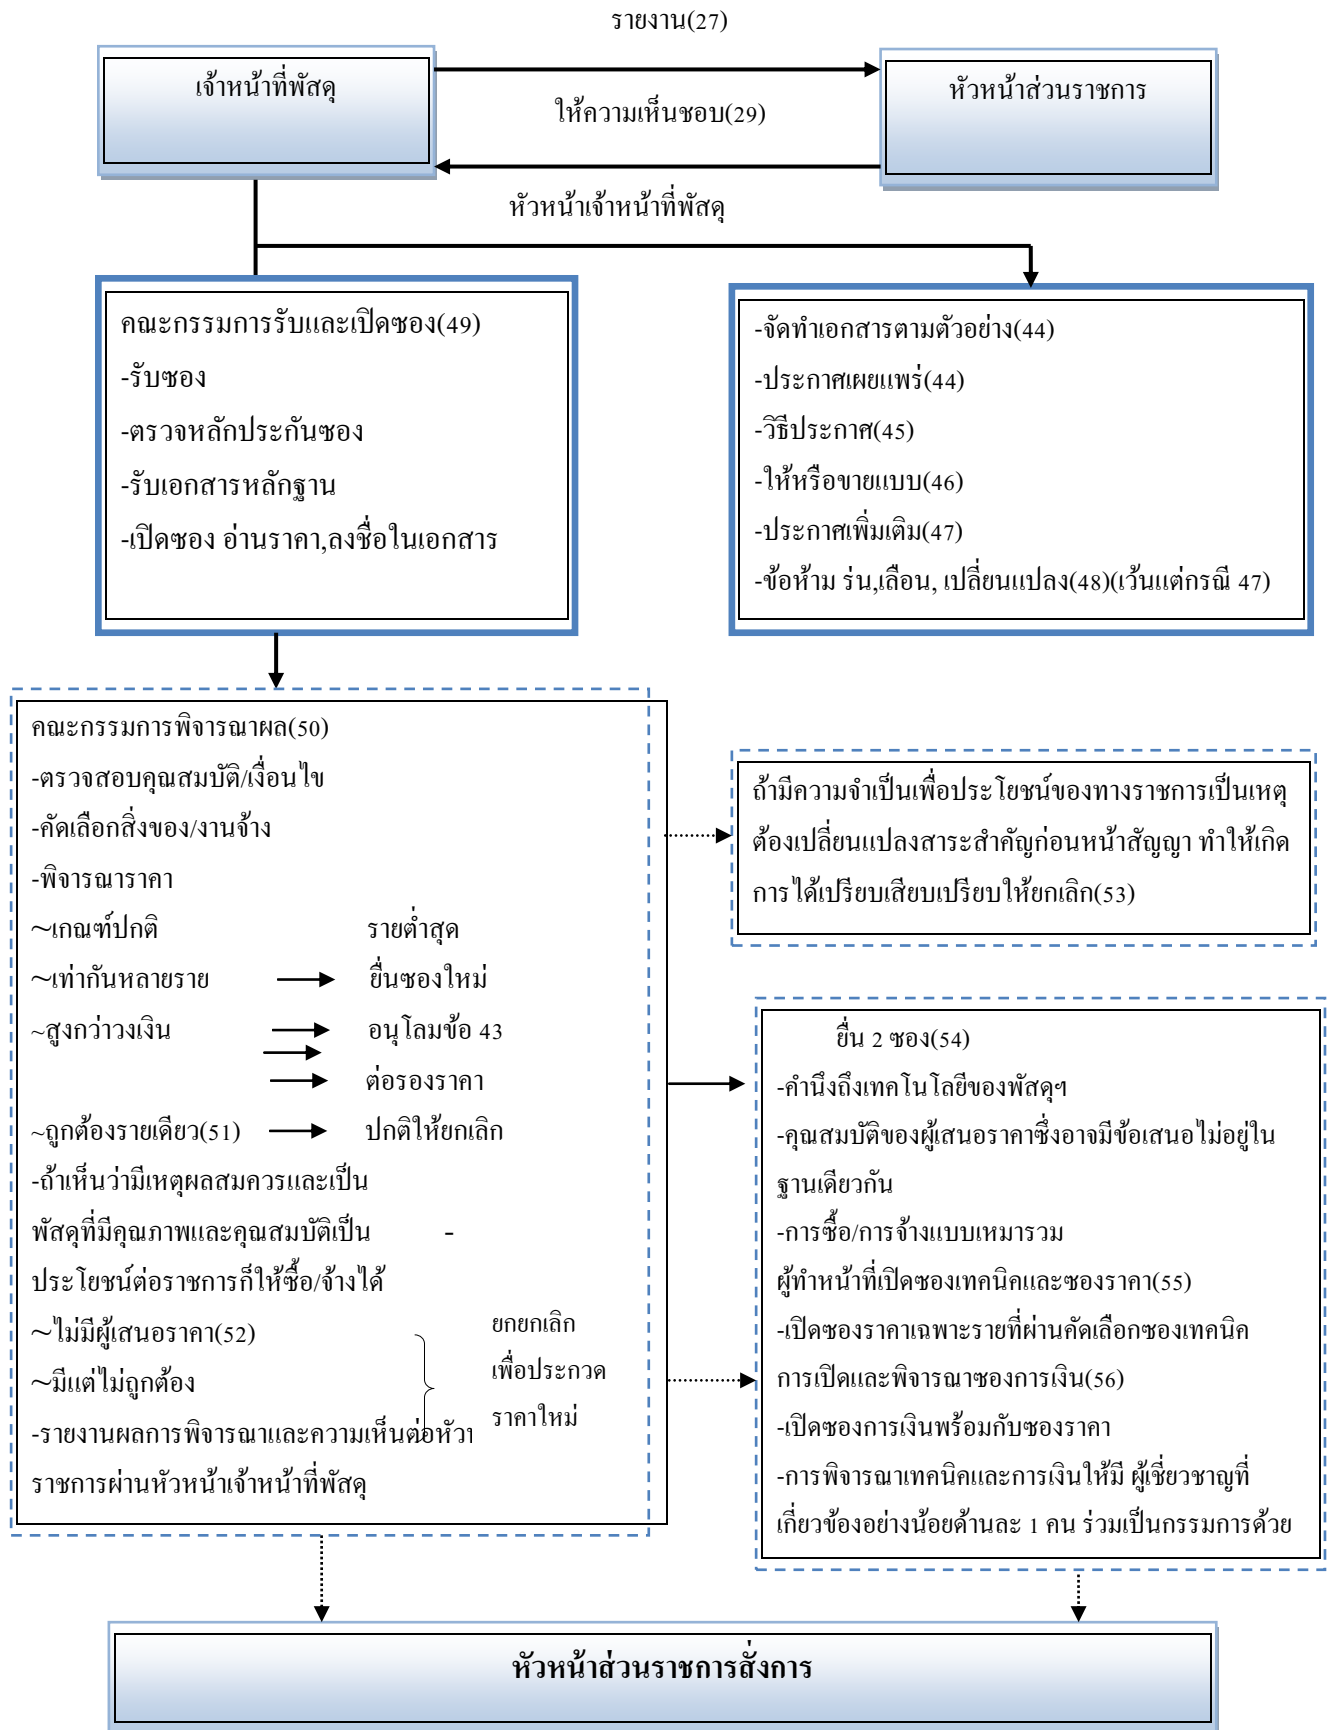 รายงาน(27)
เจ้าหน้าที่พัสดุ
หัวหน้าส่วนราชการ
ให้ความเห็นชอบ(29)
หัวหน้าเจ้าหน้าที่พัสดุ
คณะกรรมการรับและเปิดซอง(49)
-รับซอง
-ตรวจหลักประกันซอง
-รับเอกสารหลักฐาน
-เปิดซอง อ่านราคา,ลงชื่อในเอกสาร
-จัดทำเอกสารตามตัวอย่าง(44)
-ประกาศเผยแพร่(44)
-วิธีประกาศ(45)
-ให้หรือขายแบบ(46)
-ประกาศเพิ่มเติม(47)
-ข้อห้าม ร่น,เลือน, เปลี่ยนแปลง(48)(เว้นแต่กรณี 47)
คณะกรรมการพิจารณาผล(50)
-ตรวจสอบคุณสมบัติ/เงื่อนไข
-คัดเลือกสิ่งของ/งานจ้าง
-พิจารณาราคา
~เกณฑ์ปกติ รายต่ำสุด
~เท่ากันหลายราย ยื่นซองใหม่
~สูงกว่าวงเงิน อนุโลมข้อ 43
ต่อรองราคา
~ถูกต้องรายเดียว(51) ปกติให้ยกเลิก
-ถ้าเห็นว่ามีเหตุผลสมควรและเป็น
พัสดุที่มีคุณภาพและคุณสมบัติเป็น -
ประโยชน์ต่อราชการก็ให้ซื้อ/จ้างได้
~ไม่มีผู้เสนอราคา(52)
~มีแต่ไม่ถูกต้อง
ยกยกเลิก
เพื่อประกวด
ราคาใหม่
-รายงานผลการพิจารณาและความเห็นต่อหัวห
ราชการผ่านหัวหน้าเจ้าหน้าที่พัสดุ
ถ้ามีความจำเป็นเพื่อประโยชน์ของทางราชการเป็นเหตุ
ต้องเปลี่ยนแปลงสาระสำคัญก่อนหน้าสัญญา ทำให้เกิด
การได้เปรียบเสียบเปรียบให้ยกเลิก(53)
ยื่น 2 ซอง(54)
-คำนึงถึงเทคโนโลยีของพัสดุฯ
-คุณสมบัติของผู้เสนอราคาซึ่งอาจมีข้อเสนอไม่อยู่ใน
ฐานเดียวกัน
-การซื้อ/การจ้างแบบเหมารวม
ผู้ทำหน้าที่เปิดซองเทคนิคและซองราคา(55)
-เปิดซองราคาเฉพาะรายที่ผ่านคัดเลือกซองเทคนิค
การเปิดและพิจารณาซองการเงิน(56)
-เปิดซองการเงินพร้อมกับซองราคา
-การพิจารณาเทคนิคและการเงินให้มี ผู้เชี่ยวชาญที่
เกี่ยวข้องอย่างน้อยด้านละ 1 คน ร่วมเป็นกรรมการด้วย
หัวหน้าส่วนราชการสั่งการ